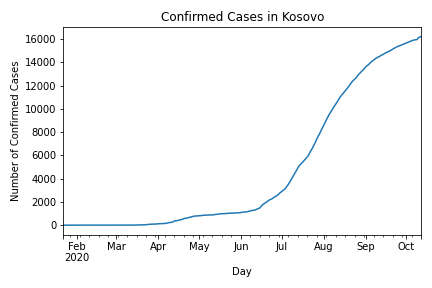 Confirmed Cases in Kosovo
Number of Confirmed Cases
16000
14000
12000
10000
8000
6000
4000
2000
0
Feb Mar Apr May Jun Jul Aug Sep Oct
2020
Day